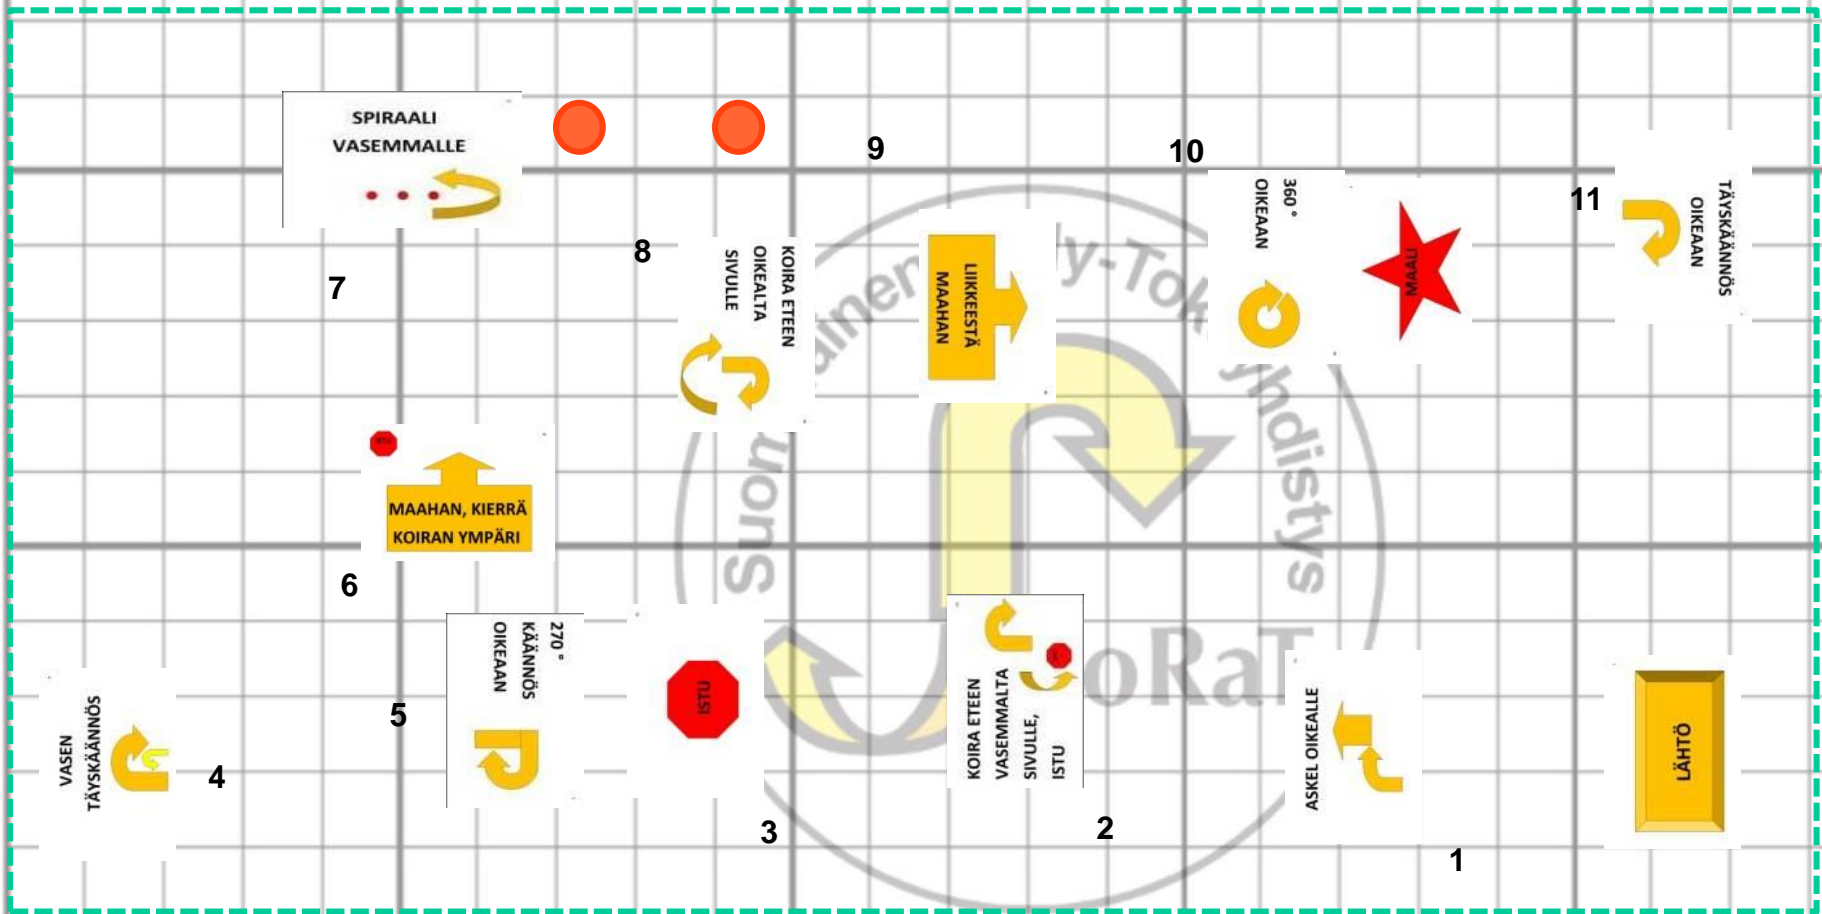 SPIRAALI
VASEMMALLE
7
8
KOIRA ETEEN
OIKEALTA
SIVULLE
9
LIIKKEESTÄ
MAAHAN
10
360 °
OIKEAAN
MAALI
11
TÄYSKÄÄNNÖS
OIKEAAN
MAAHAN, KIERRÄ
KOIRAN YMPÄRI
6
270 °
KÄÄNNÖS
OIKEAAN
5
ISTU
3
KOIRA ETEEN
VASEMMALTA
SIVULLE,
ISTU
2
ASKEL OIKEALLE
1
LÄHTÖ
VASEN
TÄYSKÄÄNNÖS
4